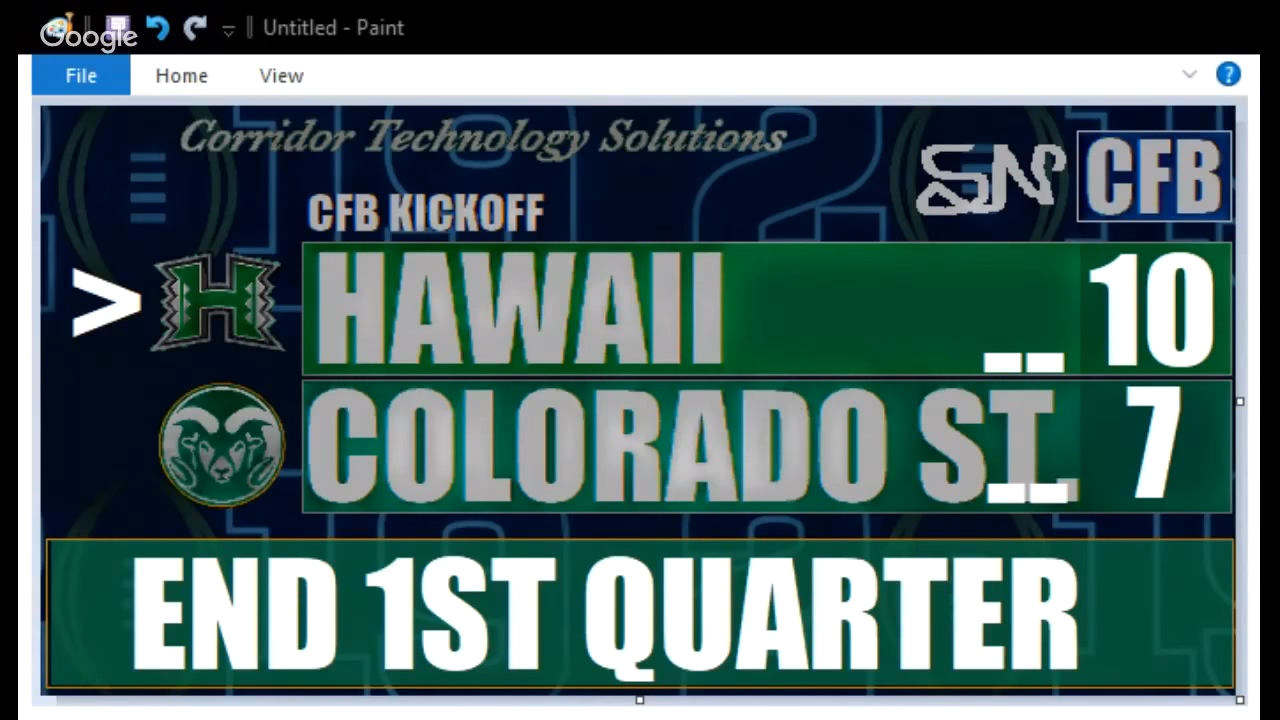 Google
Untitled - Paint
File Home View
Corridor Technology Solutions
SN CFB
CFB KICKOFF
> H HAWAII 10
COLORADO ST. 7
END 1ST QUARTER